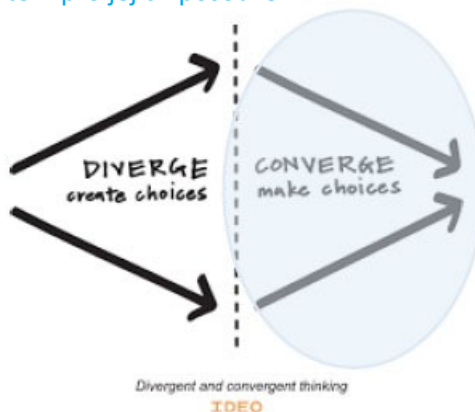 DIVERGE
create choices
CONVERGE
make choices
Divergent and convergent thinking
IDEO